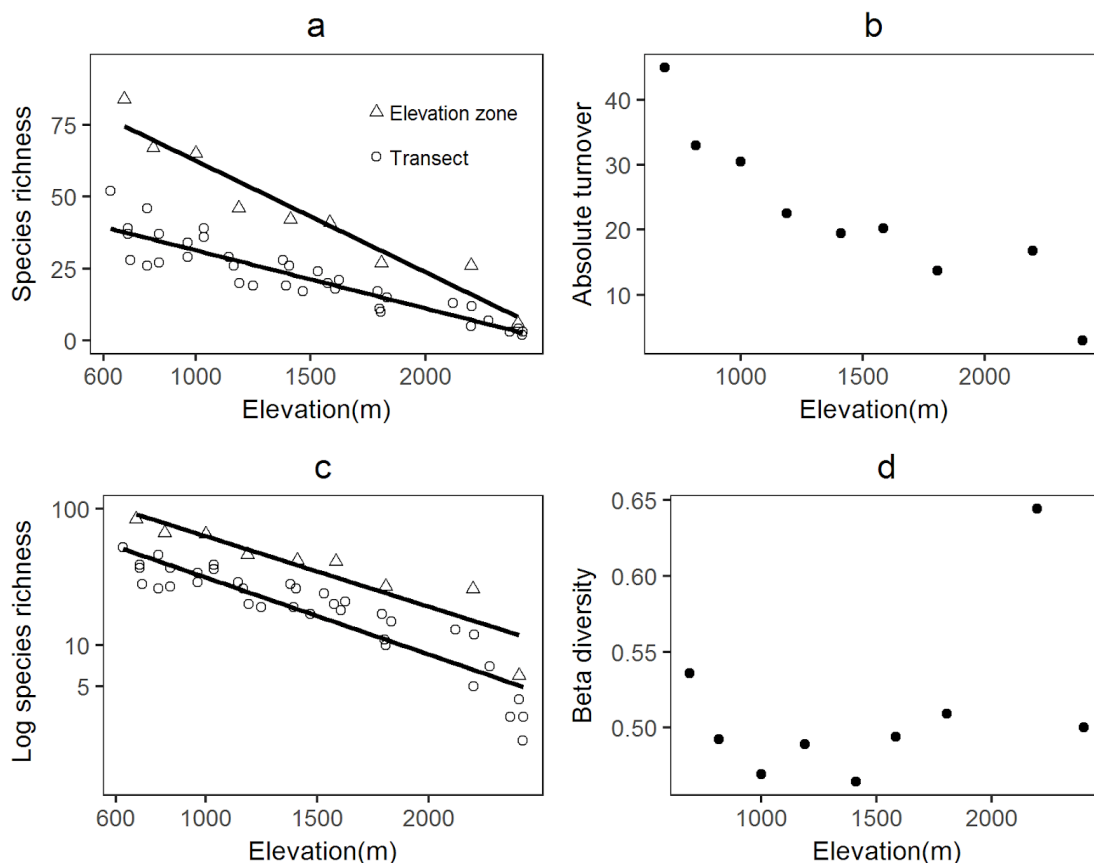 a
Species richness
75
50
25
0
Elevation zone
Transect
600
1000
1500
2000
Elevation(m)
b
Absolute turnover
40
30
20
10
1000
1500
2000
Elevation(m)
c
Log species richness
100
10
5
600
1000
1500
2000
Elevation(m)
d
Beta diversity
0.65
0.60
0.55
0.50
1000
1500
2000
Elevation(m)